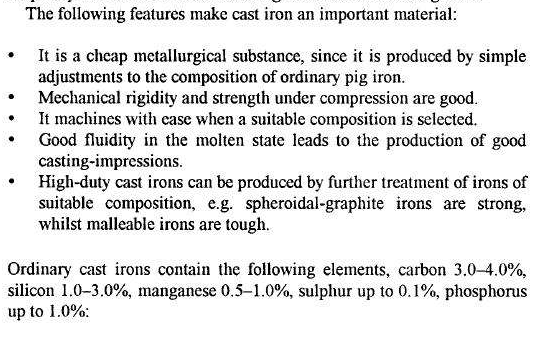 The following features make cast iron an important material:
• It is a cheap metallurgical substance, since it is produced by simple
adjustments to the composition of ordinary pig iron.
• Mechanical rigidity and strength under compression are good.
• It machines with ease when a suitable composition is selected.
• Good fluidity in the molten state leads to the production of good
casting-impressions.
• High-duty cast irons can be produced by further treatment of irons of
suitable composition, e.g. spheroidal-graphite irons are strong,
whilst malleable irons are tough.
Ordinary cast irons contain the following elements, carbon 3.0–4.0%,
silicon 1.0–3.0%, manganese 0.5–1.0%, sulphur up to 0.1%, phosphorus
up to 1.0%: